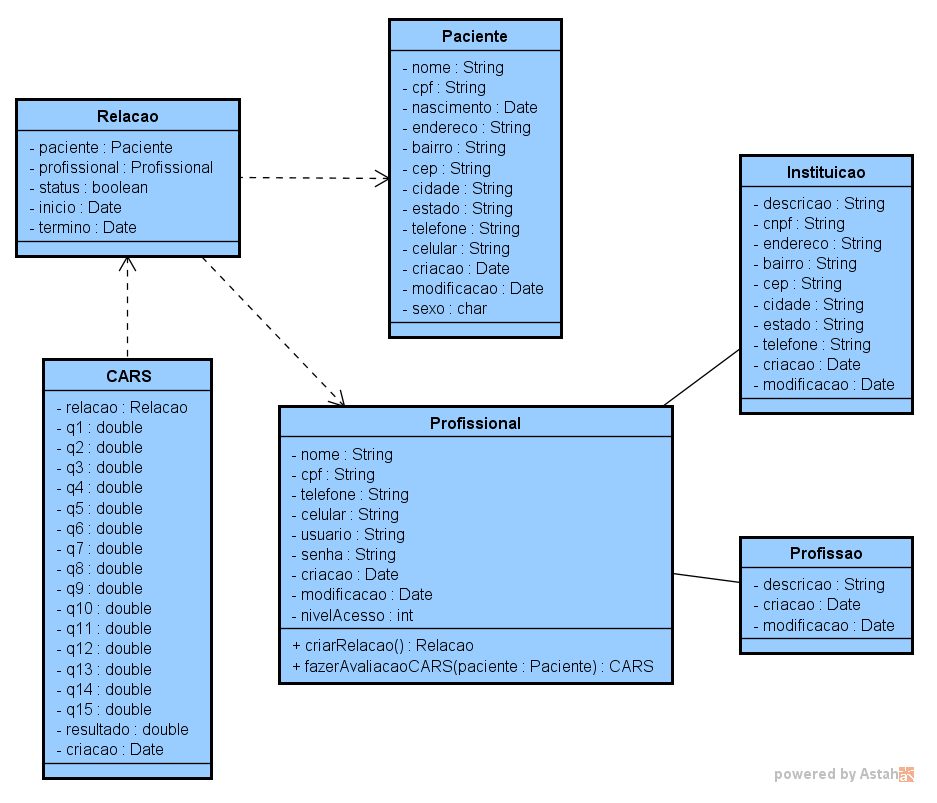 Paciente
- nome : String
- cpf : String
- nascimento : Date
- endereco : String
- bairro : String
- cep : String
- cidade : String
- estado : String
- telefone : String
- celular : String
- criacao : Date
- modificacao : Date
- sexo : char
Relacao
- paciente : Paciente
- profissional : Profissional
- status : boolean
- inicio : Date
- termino : Date
Instituicao
- descricao : String
- cnpf : String
- endereco : String
- bairro : String
- cep : String
- cidade : String
- estado : String
- telefone : String
- criacao : Date
- modificacao : Date
CARS
- relacao : Relacao
- q1 : double
- q2 : double
- q3 : double
- q4 : double
- q5 : double
- q6 : double
- q7 : double
- q8 : double
- q9 : double
- q10 : double
- q11 : double
- q12 : double
- q13 : double
- q14 : double
- q15 : double
- resultado : double
- criacao : Date
Profissional
- nome : String
- cpf : String
- telefone : String
- celular : String
- usuario : String
- senha : String
- criacao : Date
- modificacao : Date
- nivelAcesso : int
+ criarRelacao() : Relacao
+ fazerAvaliacaoCARS(paciente : Paciente) : CARS
Profissao
- descricao : String
- criacao : Date
- modificacao : Date
powered by Astah